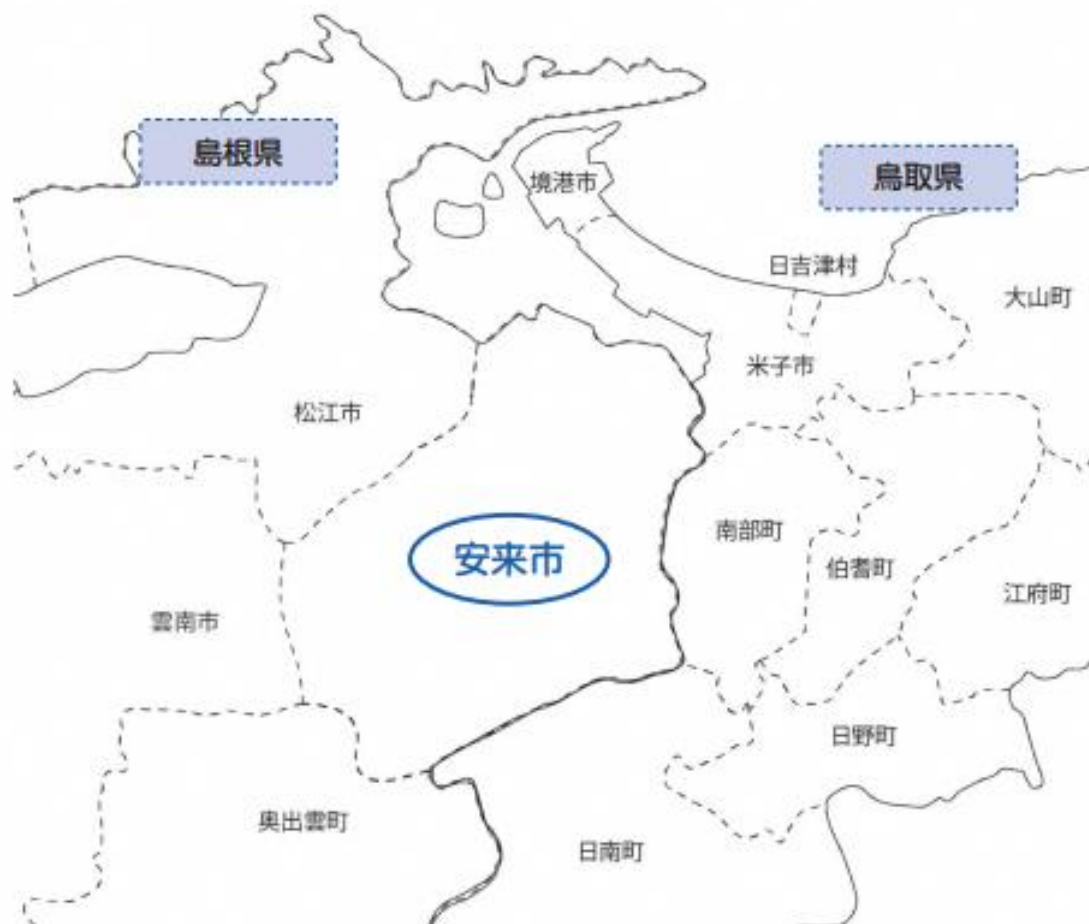 島根県
鳥取県
境港市
日吉津村
大山町
米子市
松江市
南部町
安来市
伯耆町
江府町
雲南市
日野町
奥出雲町
日南町